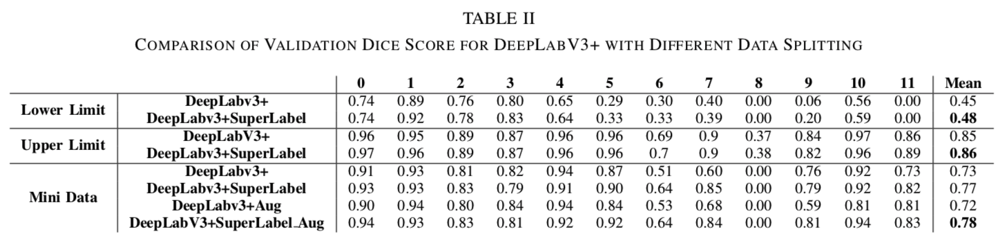 TABLE II
COMPARISON OF VALIDATION DICE SCORE FOR DEEPLABV3+ WITH DIFFERENT DATA SPLITTING
0 1 2 3 4 5 6 7 8 9 10 11 Mean
Lower Limit
DeepLabv3+ 0.74 0.89 0.76 0.80 0.65 0.29 0.30 0.40 0.00 0.06 0.56 0.00 0.45
DeepLabv3+SuperLabel 0.74 0.92 0.78 0.83 0.64 0.33 0.33 0.39 0.00 0.20 0.59 0.00 0.48
Upper Limit
DeepLabV3+ 0.96 0.95 0.89 0.87 0.96 0.96 0.69 0.9 0.37 0.84 0.97 0.86 0.85
DeepLabv3+SuperLabel 0.97 0.96 0.89 0.87 0.96 0.96 0.7 0.9 0.38 0.82 0.96 0.89 0.86
Mini Data
DeepLabv3+ 0.91 0.93 0.81 0.82 0.94 0.87 0.51 0.60 0.00 0.76 0.92 0.73 0.73
DeepLabv3+SuperLabel 0.93 0.93 0.83 0.79 0.91 0.90 0.64 0.85 0.00 0.79 0.92 0.82 0.77
DeepLabv3+Aug 0.90 0.94 0.80 0.84 0.94 0.84 0.53 0.68 0.00 0.59 0.81 0.81 0.72
DeepLabV3+SuperLabel_Aug 0.94 0.93 0.83 0.81 0.92 0.92 0.64 0.84 0.00 0.81 0.94 0.83 0.78